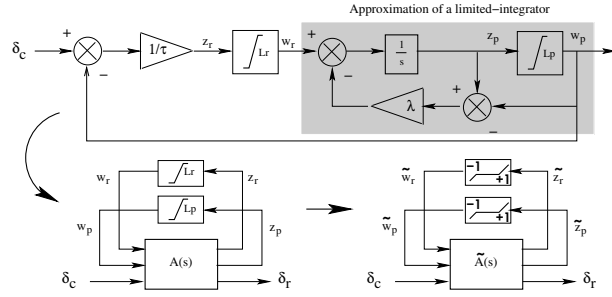 Approximation of a limited−integrator
δc + − 1/τ zr Lr wr + − 1 s zp Lp wp
λ + −
wr Lr zr
wp Lp zp
A(s)
δc δr
w̃r −1 +1 z̃r
w̃p −1 +1 z̃p
Ã(s)
δc δr